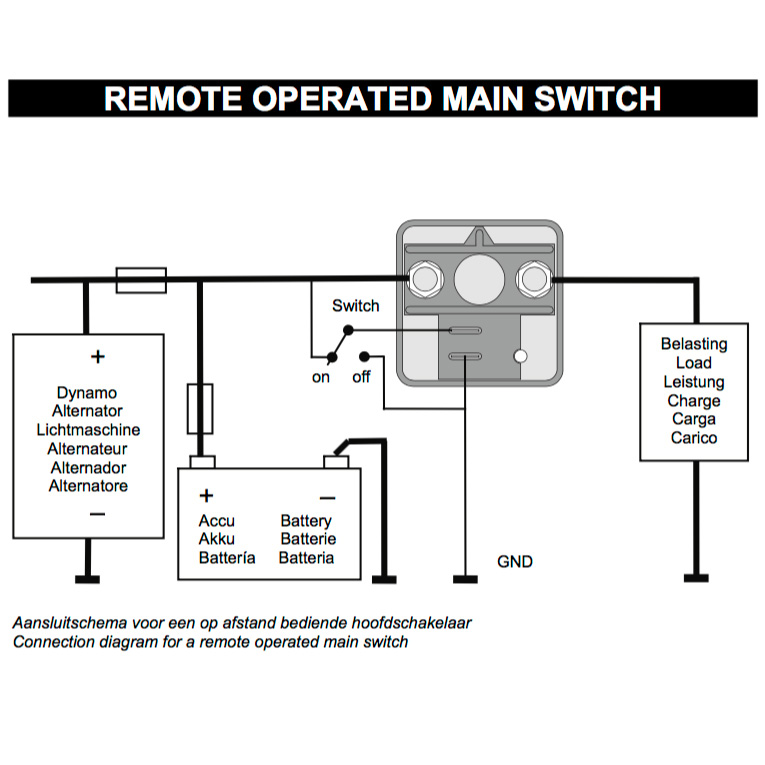 REMOTE OPERATED MAIN SWITCH
Switch
on off
+
Dynamo
Alternator
Lichtmaschine
Alternateur
Alternador
Alternatore
−
+ −
Accu Battery
Akku Batterie
Battería Batteria
Belasting
Load
Leistung
Charge
Carga
Carico
GND
Aansluitschema voor een op afstand bediende hoofdschakelaar
Connection diagram for a remote operated main switch